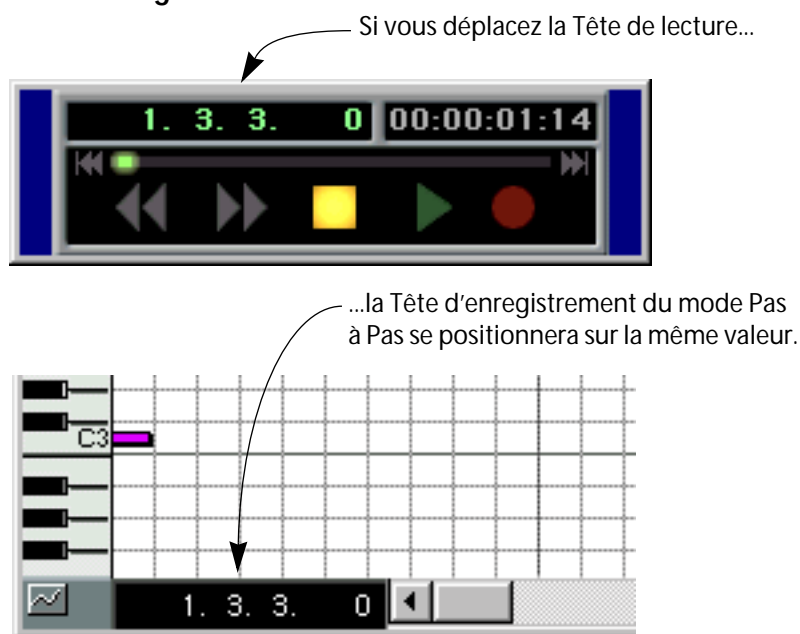 Si vous déplacez la Tête de lecture...
1. 3. 3. 0 00:00:01:14
...la Tête d'enregistrement du mode Pas
à Pas se positionnera sur la même valeur.
C3
1. 3. 3. 0